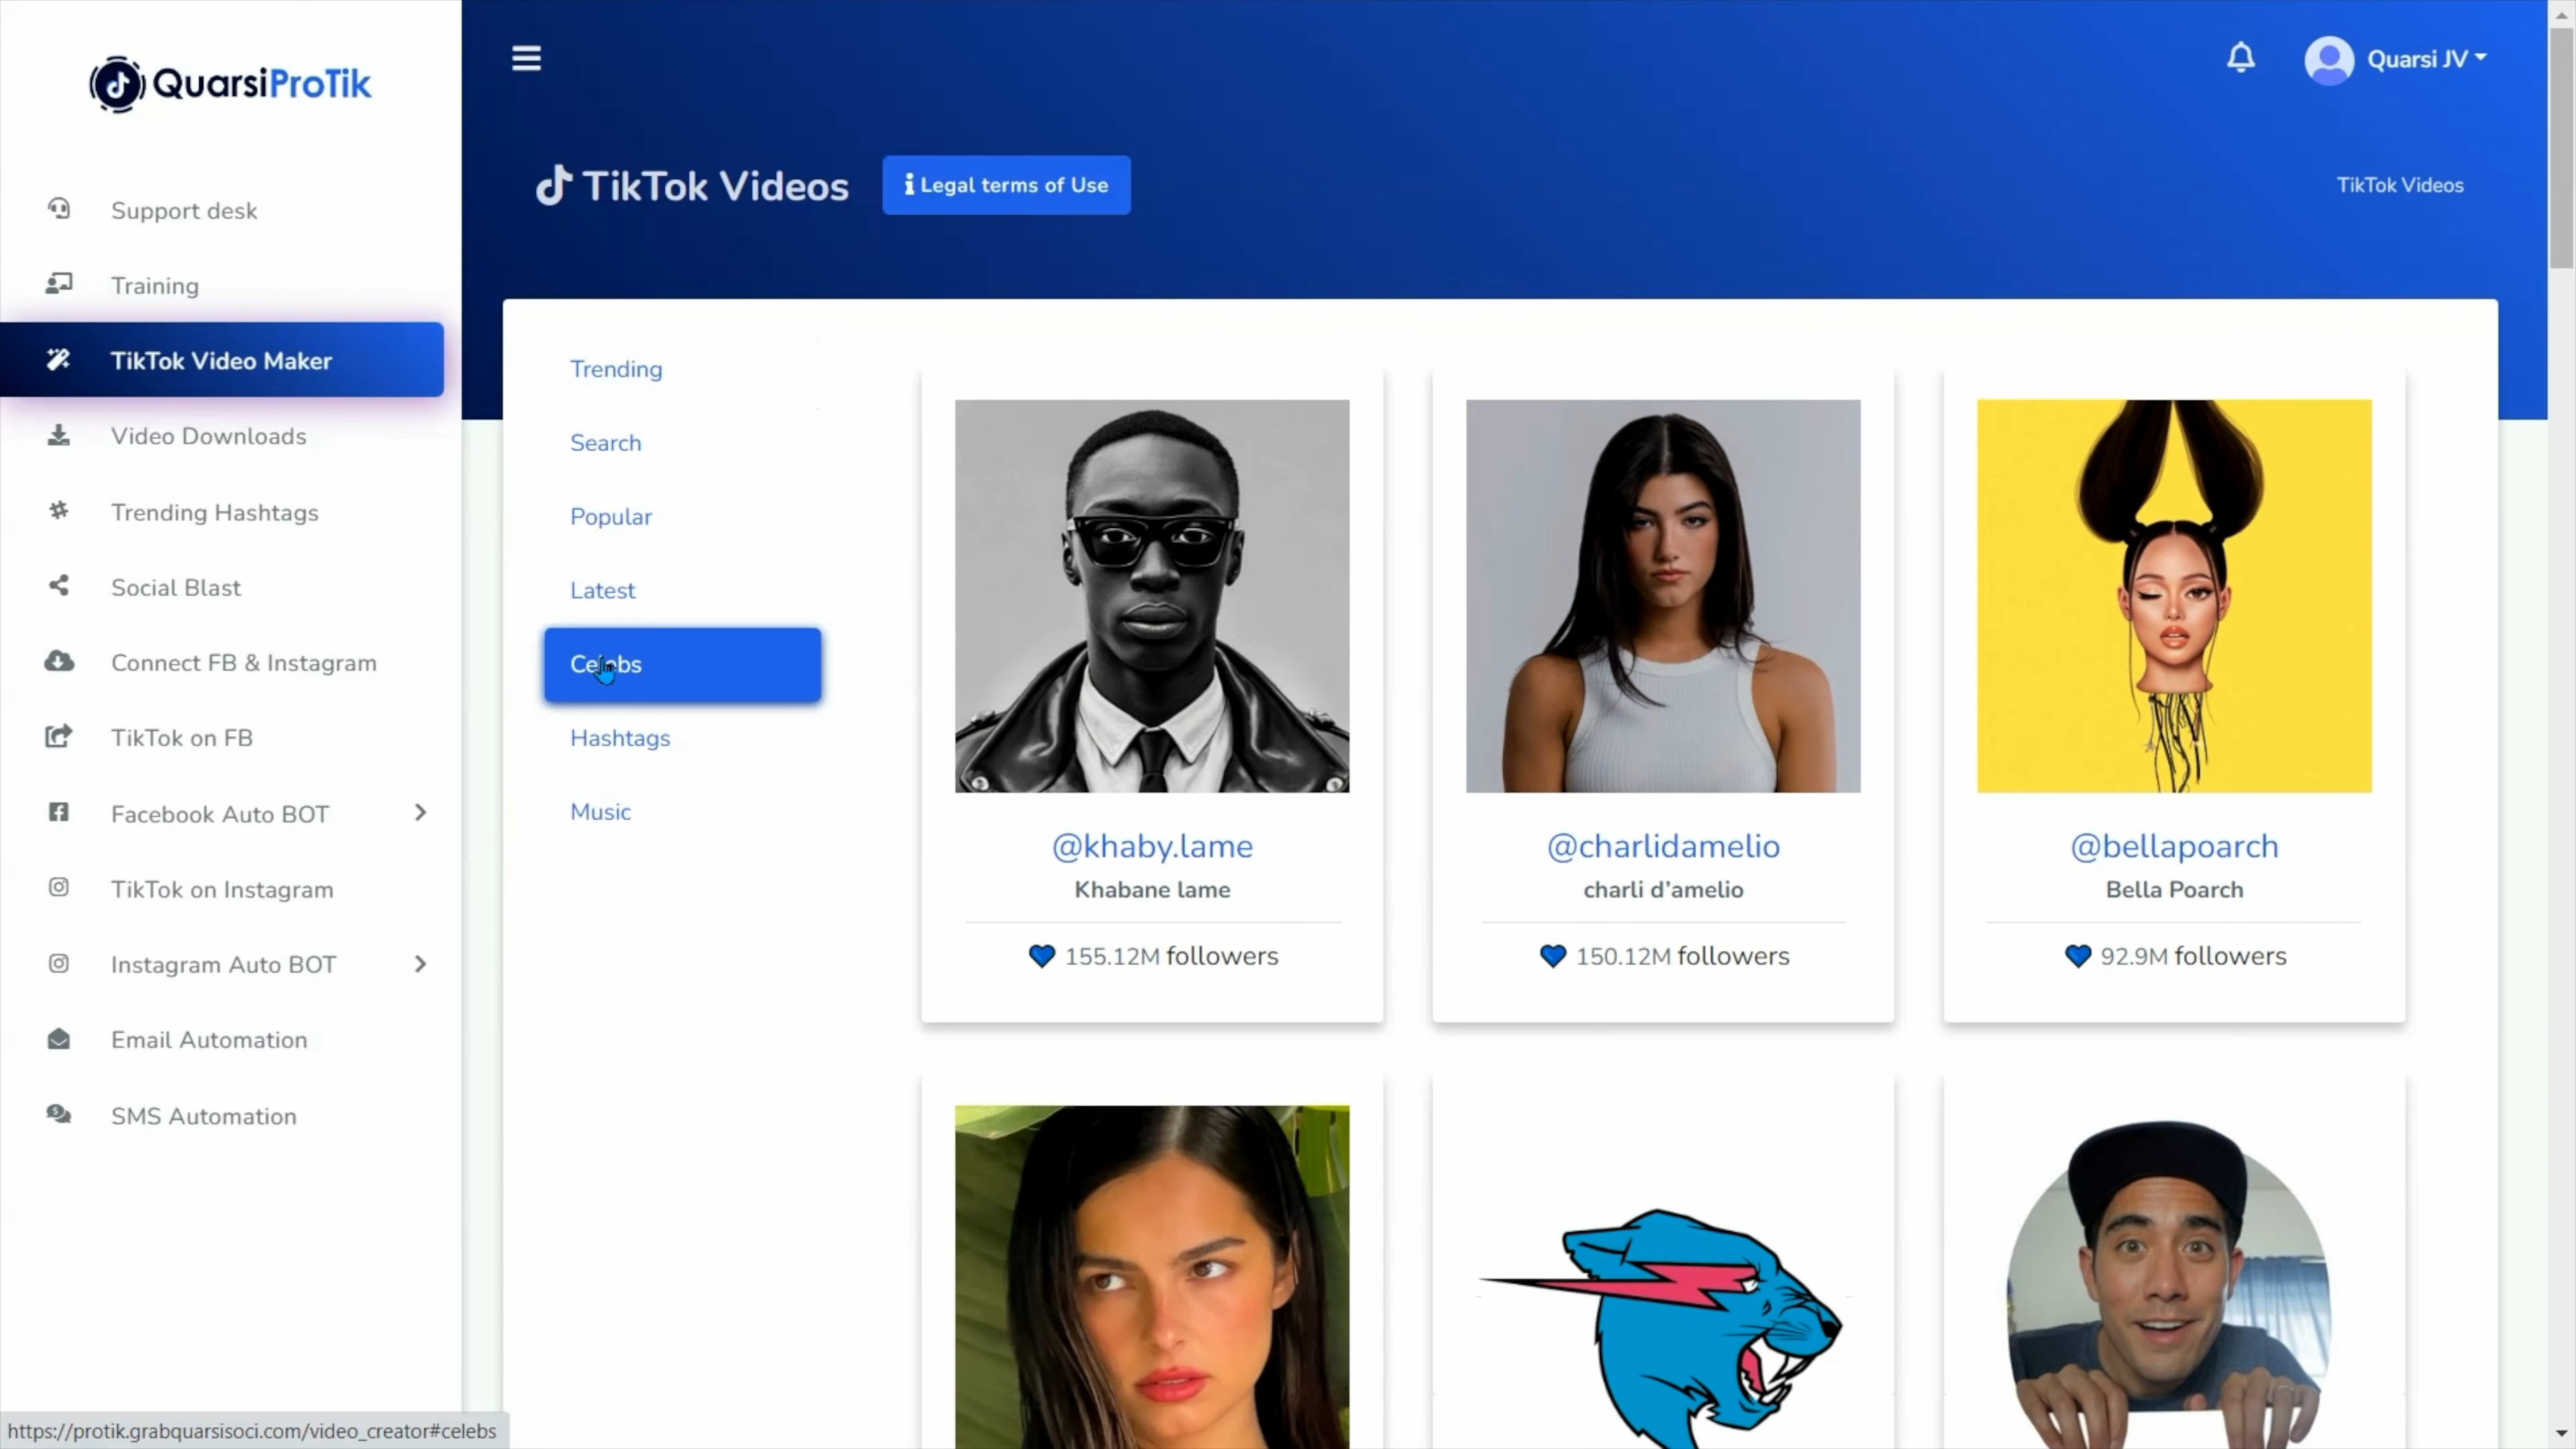 QuarsiProTik
Support desk
Training
TikTok Video Maker
Video Downloads
Trending Hashtags
Social Blast
Connect FB & Instagram
TikTok on FB
Facebook Auto BOT
TikTok on Instagram
Instagram Auto BOT
Email Automation
SMS Automation
Quarsi JV
TikTok Videos
Legal terms of Use
TikTok Videos
Trending
Search
Popular
Latest
Celebs
Hashtags
Music
@khaby.lame
Khabane lame
155.12M followers
@charlidamelio
charli d’amelio
150.12M followers
@bellapoarch
Bella Poarch
92.9M followers
https://protik.grabquarsisoci.com/video_creator#celebs